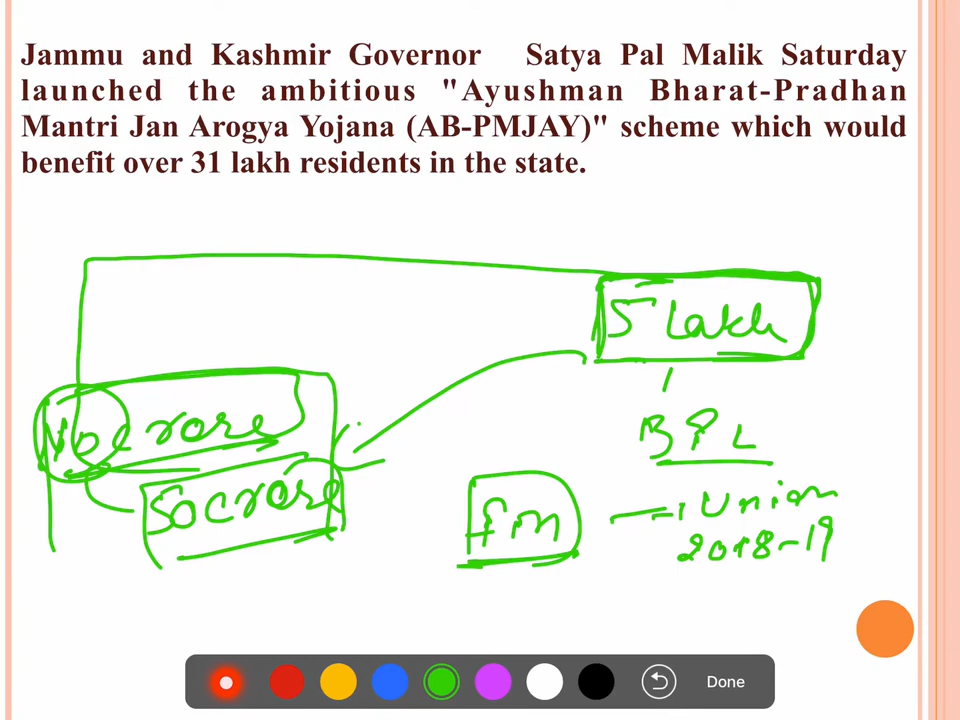 Jammu and Kashmir Governor Satya Pal Malik Saturday
launched the ambitious "Ayushman Bharat-Pradhan
Mantri Jan Arogya Yojana (AB-PMJAY)" scheme which would
benefit over 31 lakh residents in the state.
5 Lakh
10 crore
BPL
50 crore
fm
Union
2018-19
Done